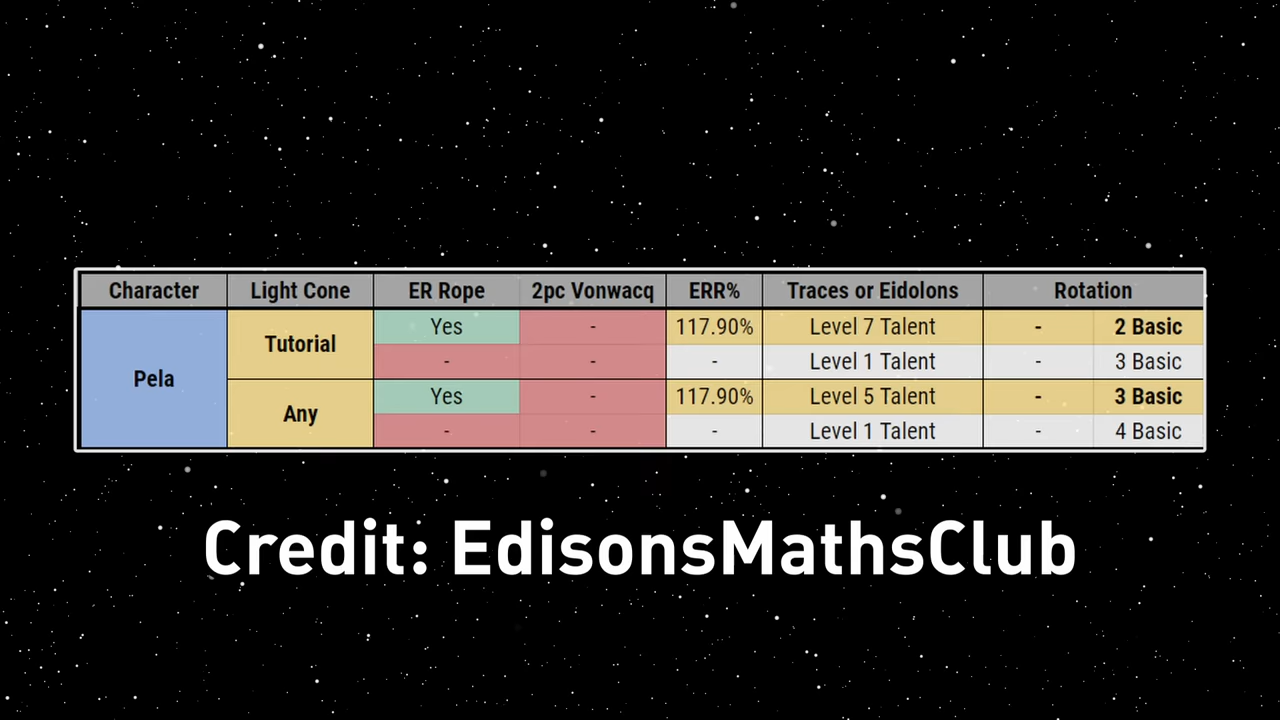 Character Light Cone ER Rope 2pc Vonwacq ERR% Traces or Eidolons Rotation
Pela Tutorial Yes - 117.90% Level 7 Talent - 2 Basic
- - - Level 1 Talent - 3 Basic
Any Yes - 117.90% Level 5 Talent - 3 Basic
- - - Level 1 Talent - 4 Basic
Credit: EdisonsMathsClub